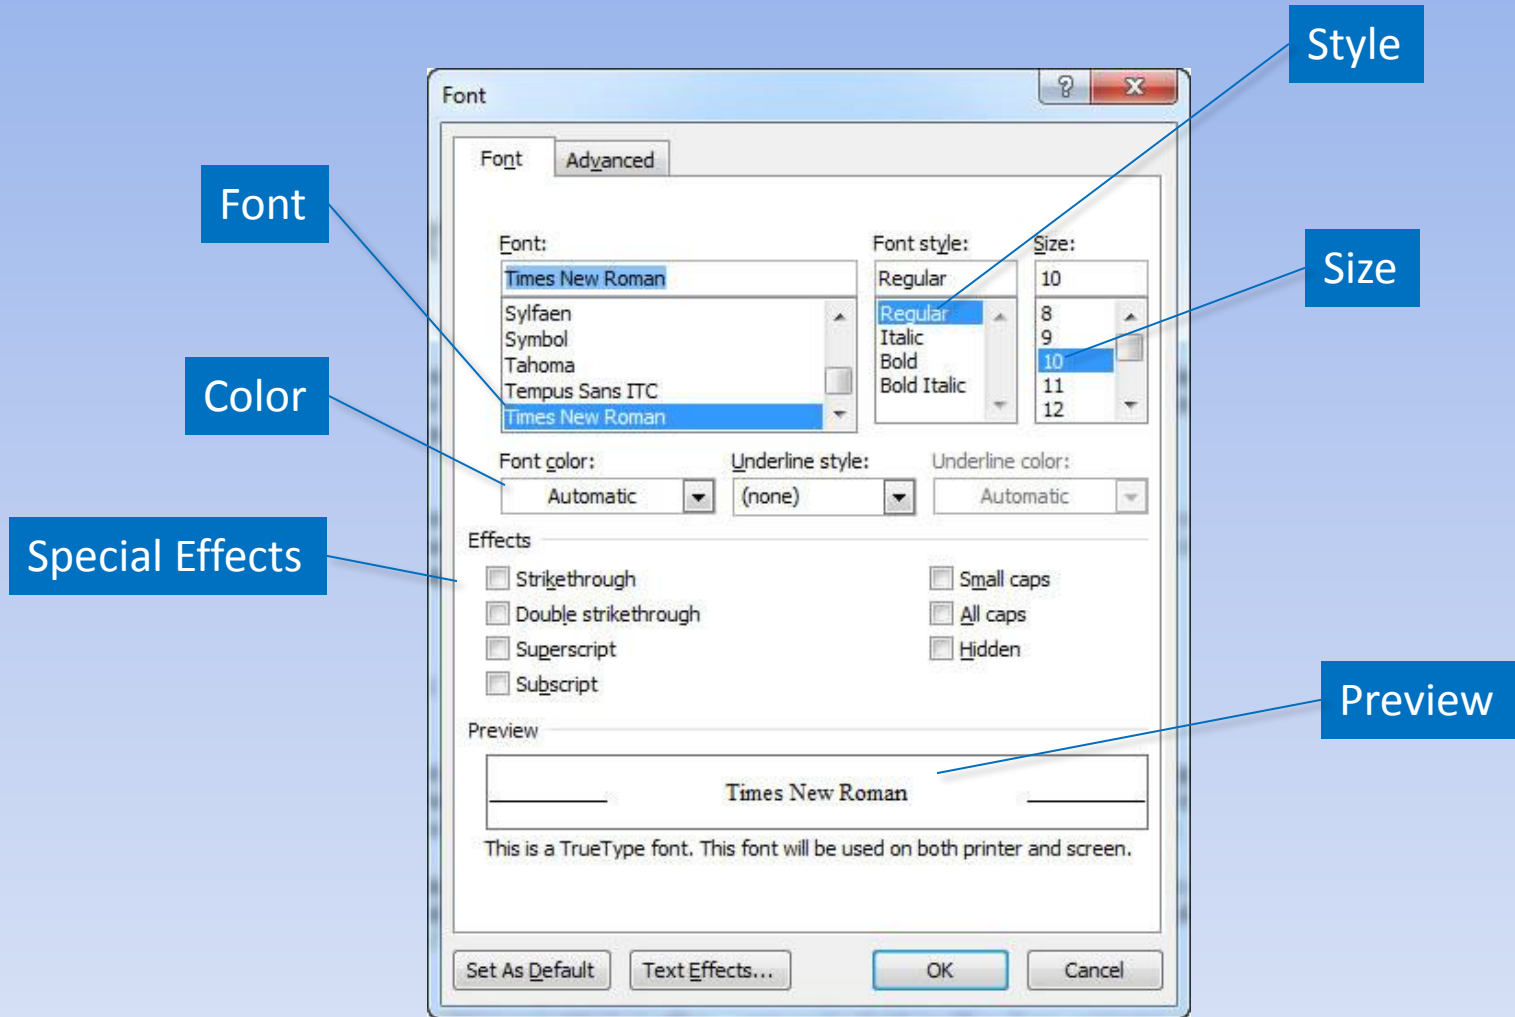 Style
Font
Font Advanced
Font
Font: Font style: Size:
Size
Times New Roman Regular 10
Sylfaen Regular 8
Symbol Italic 9
Tahoma Bold 10
Tempus Sans ITC Bold Italic 11
Times New Roman 12
Color
Font color: Underline style: Underline color:
Automatic (none) Automatic
Special Effects
Effects
Strikethrough Small caps
Double strikethrough All caps
Superscript Hidden
Subscript
Preview
Preview
Times New Roman
This is a TrueType font. This font will be used on both printer and screen.
Set As Default Text Effects... OK Cancel